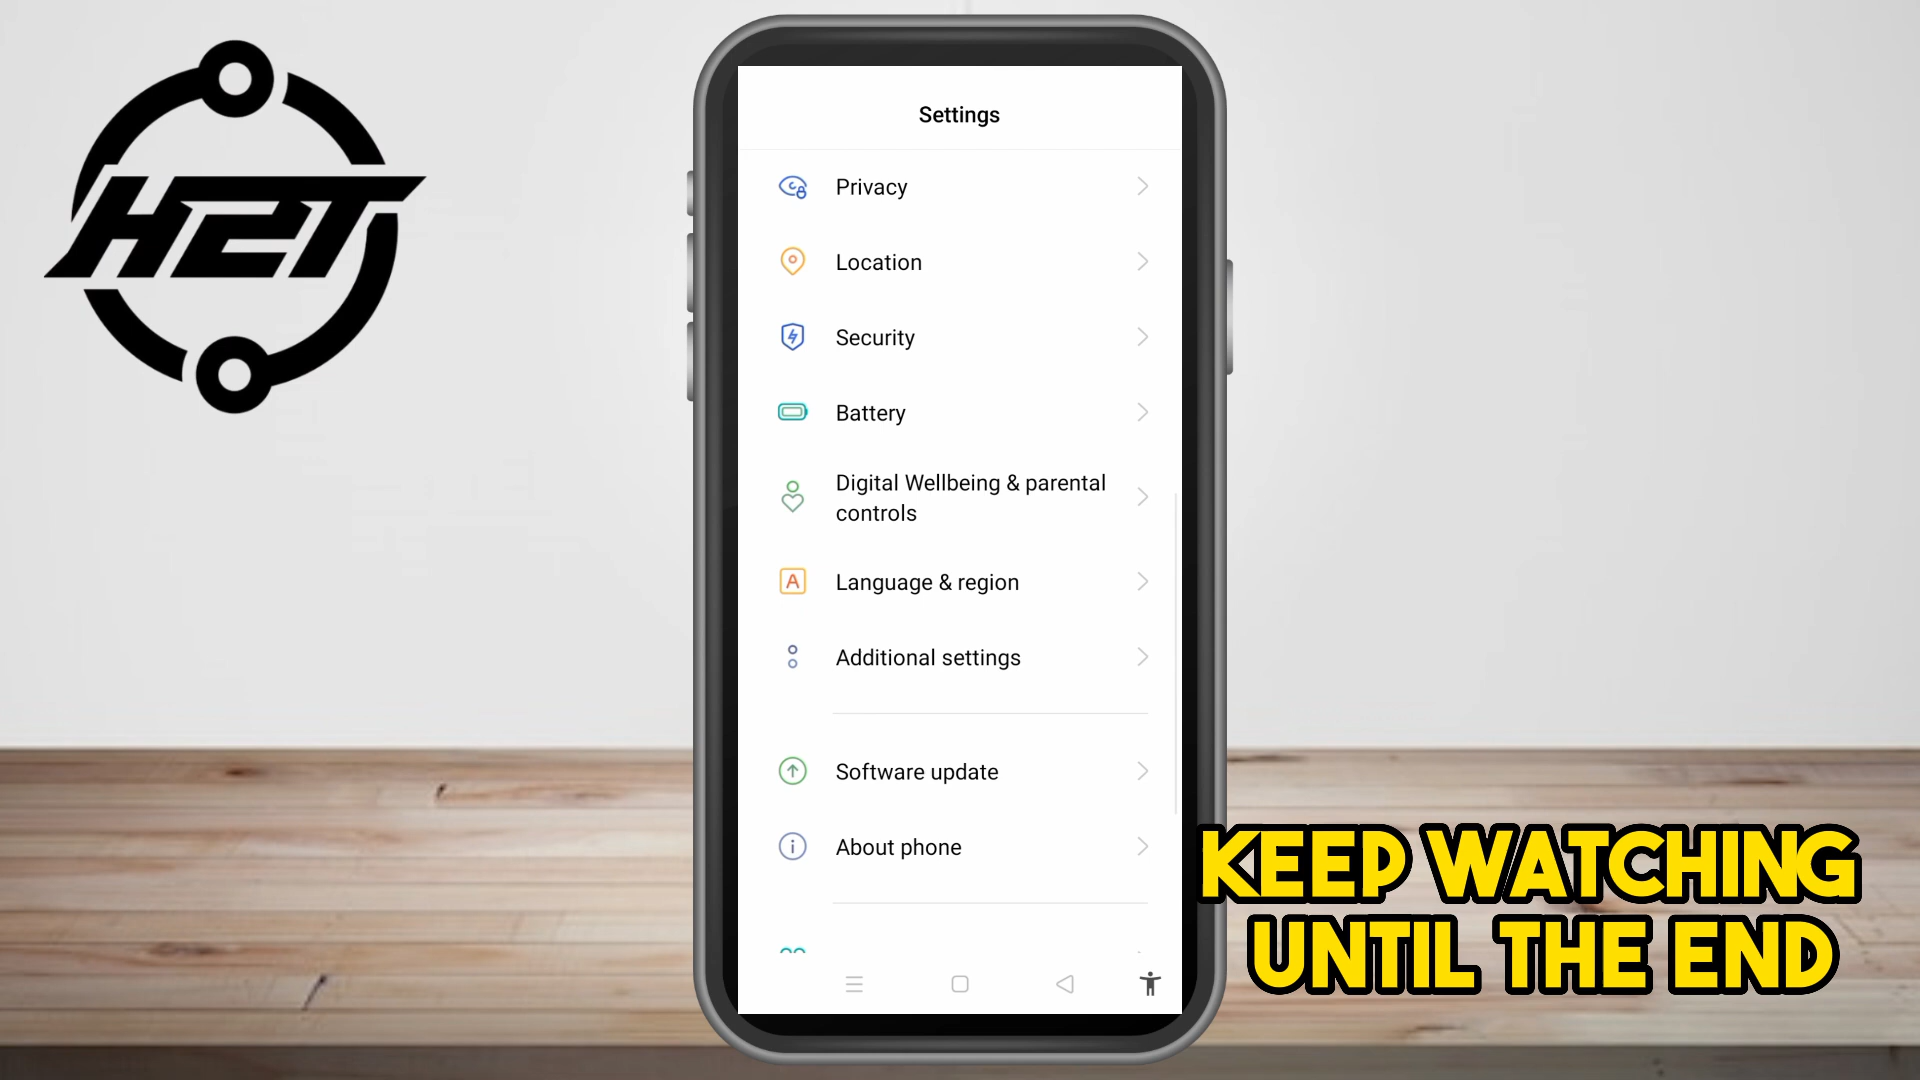 H2T
Settings
Privacy
Location
Security
Battery
Digital Wellbeing & parental
controls
A
Language & region
Additional settings
Software update
About phone
KEEP WATCHING
UNTIL THE END